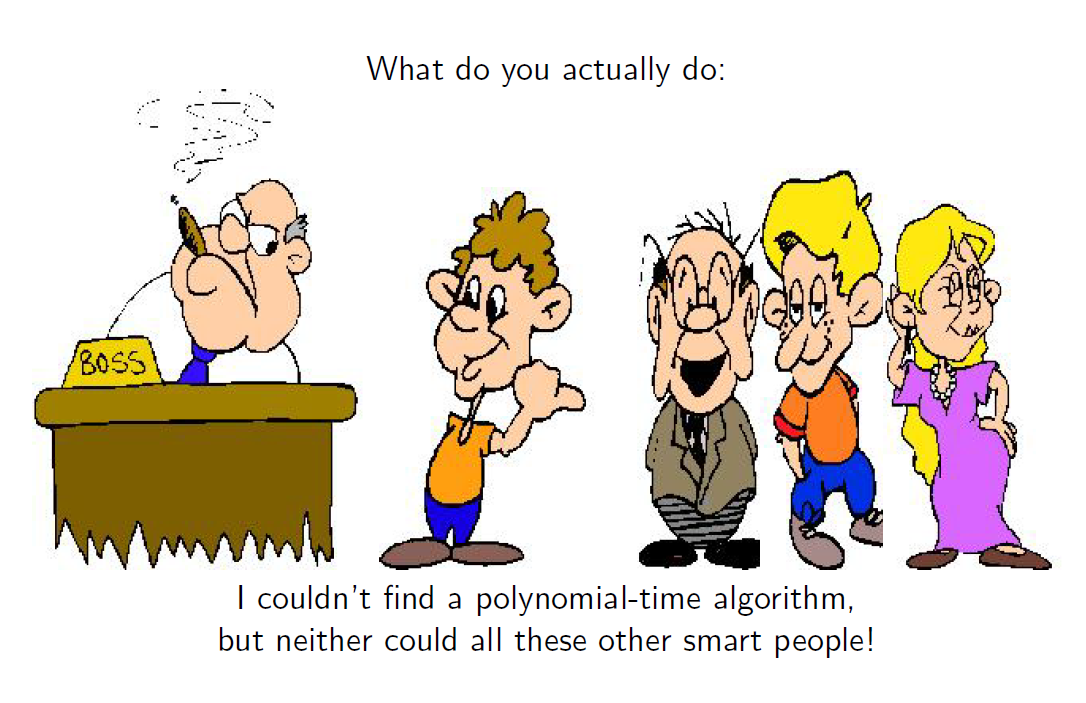 What do you actually do:
BOSS
I couldn't find a polynomial-time algorithm,
but neither could all these other smart people!